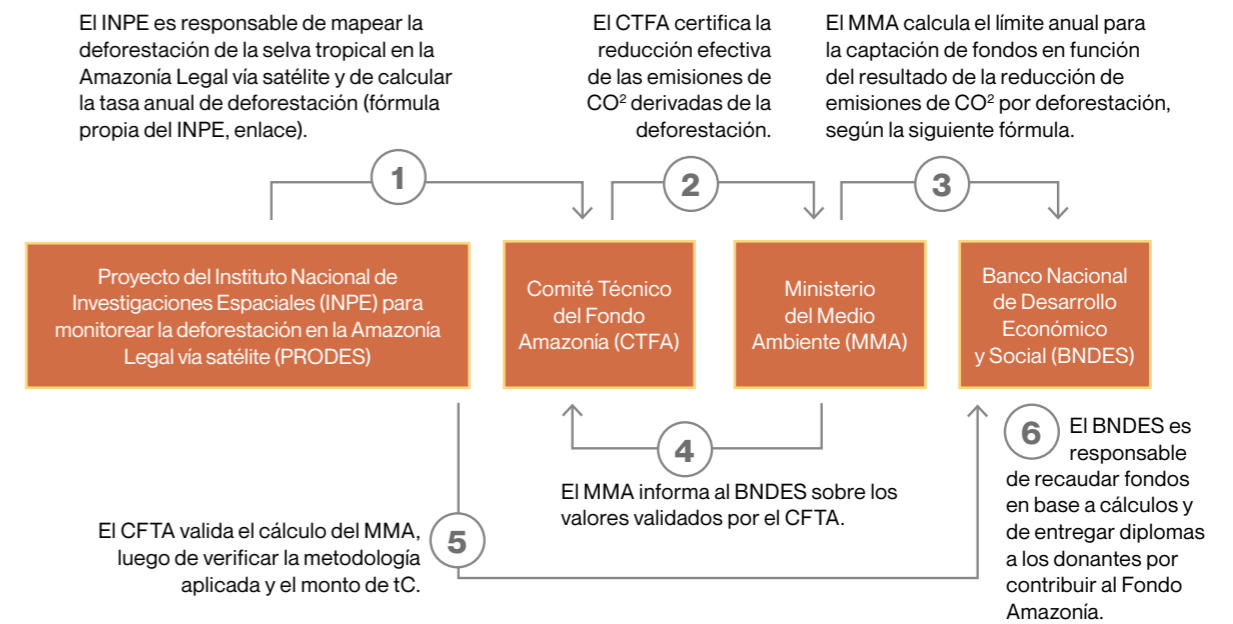 El INPE es responsable de mapear la
deforestación de la selva tropical en la
Amazonía Legal vía satélite y de calcular
la tasa anual de deforestación (fórmula
propia del INPE, enlace).
El CTFA certifica la
reducción efectiva
de las emisiones de
CO² derivadas de la
deforestación.
El MMA calcula el límite anual para
la captación de fondos en función
del resultado de la reducción de
emisiones de CO² por deforestación,
según la siguiente fórmula.
1
2
3
Proyecto del Instituto Nacional de
Investigaciones Espaciales (INPE) para
monitorear la deforestación en la Amazonía
Legal vía satélite (PRODES)
Comité Técnico
del Fondo
Amazonía (CTFA)
Ministerio
del Medio
Ambiente (MMA)
Banco Nacional
de Desarrollo
Económico
y Social (BNDES)
4
El MMA informa al BNDES sobre los
valores validados por el CFTA.
El CFTA valida el cálculo del MMA,
luego de verificar la metodología
aplicada y el monto de tC.
5
6
El BNDES es
responsable
de recaudar fondos
en base a cálculos y
de entregar diplomas
a los donantes por
contribuir al Fondo
Amazonía.